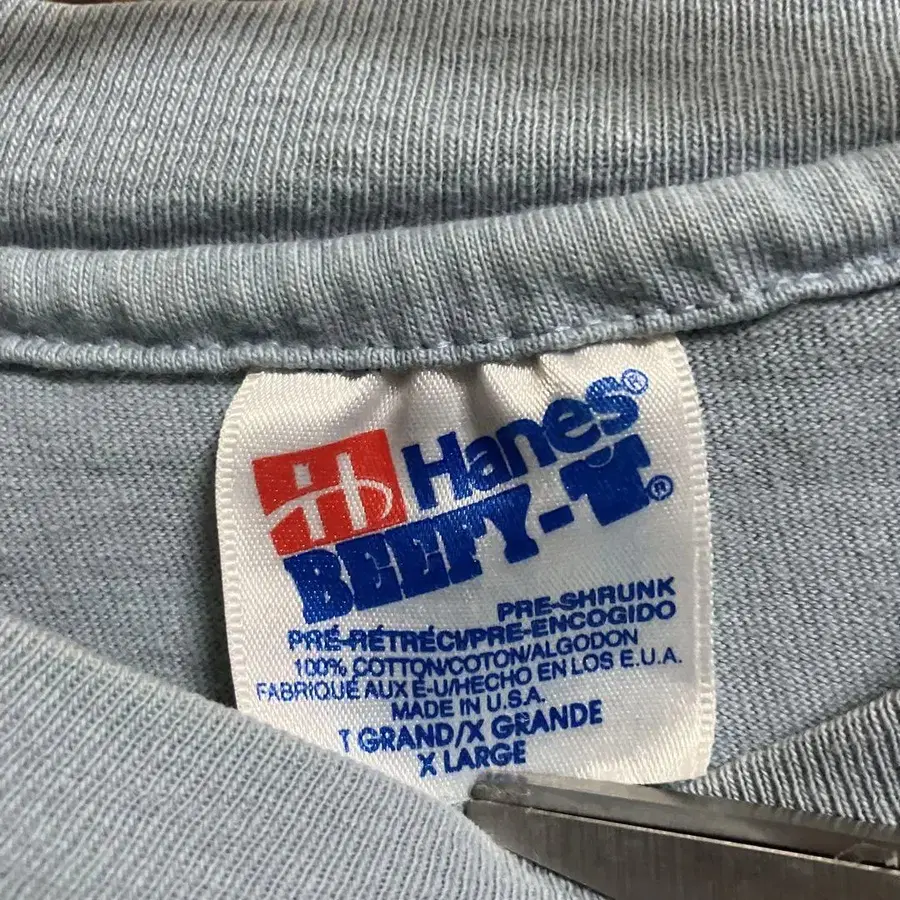 Hanes®
BEEFY-T®
PRE-SHRUNK
PRÉ-RÉTRÉCI/PRE-ENCOGIDO
100% COTTON/COTON/ALGODON
FABRIQUÉ AUX É-U/HECHO EN LOS E.U.A.
MADE IN U.S.A.
T GRAND/X GRANDE
X LARGE